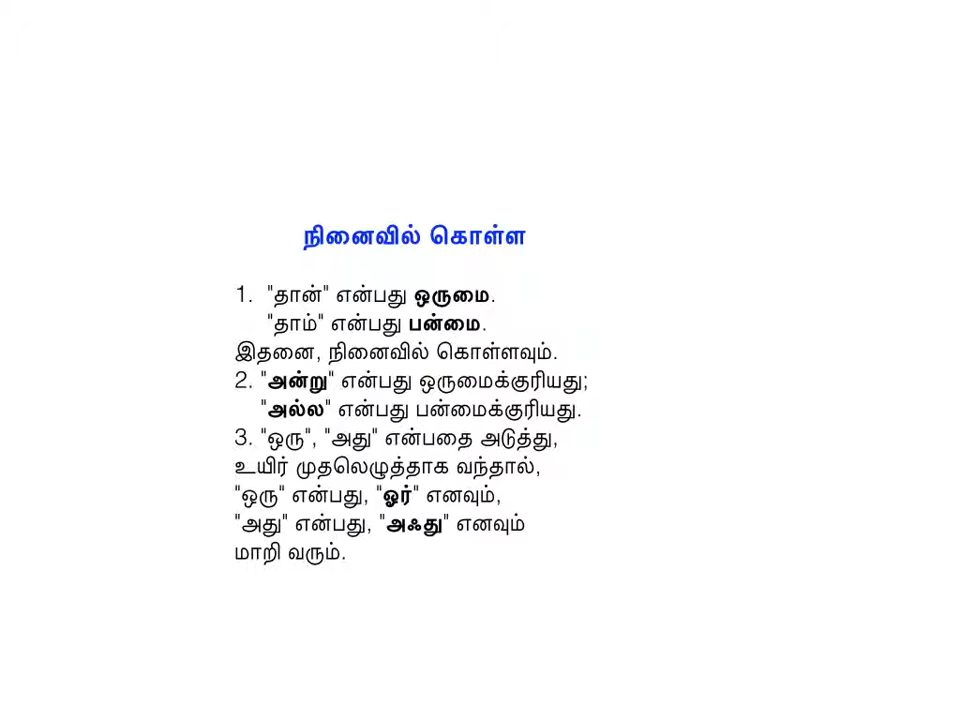 நினைவில் கொள்ள
1. "தான்" என்பது ஒருமை.
"தாம்" என்பது பன்மை.
இதனை, நினைவில் கொள்ளவும்.
2. "அன்று" என்பது ஒருமைக்குரியது;
"அல்ல" என்பது பன்மைக்குரியது.
3. "ஒரு", "அது" என்பதை அடுத்து,
உயிர் முதலெழுத்தாக வந்தால்,
"ஒரு" என்பது, "ஓர்" எனவும்,
"அது" என்பது, "அஃது" எனவும்
மாறி வரும்.